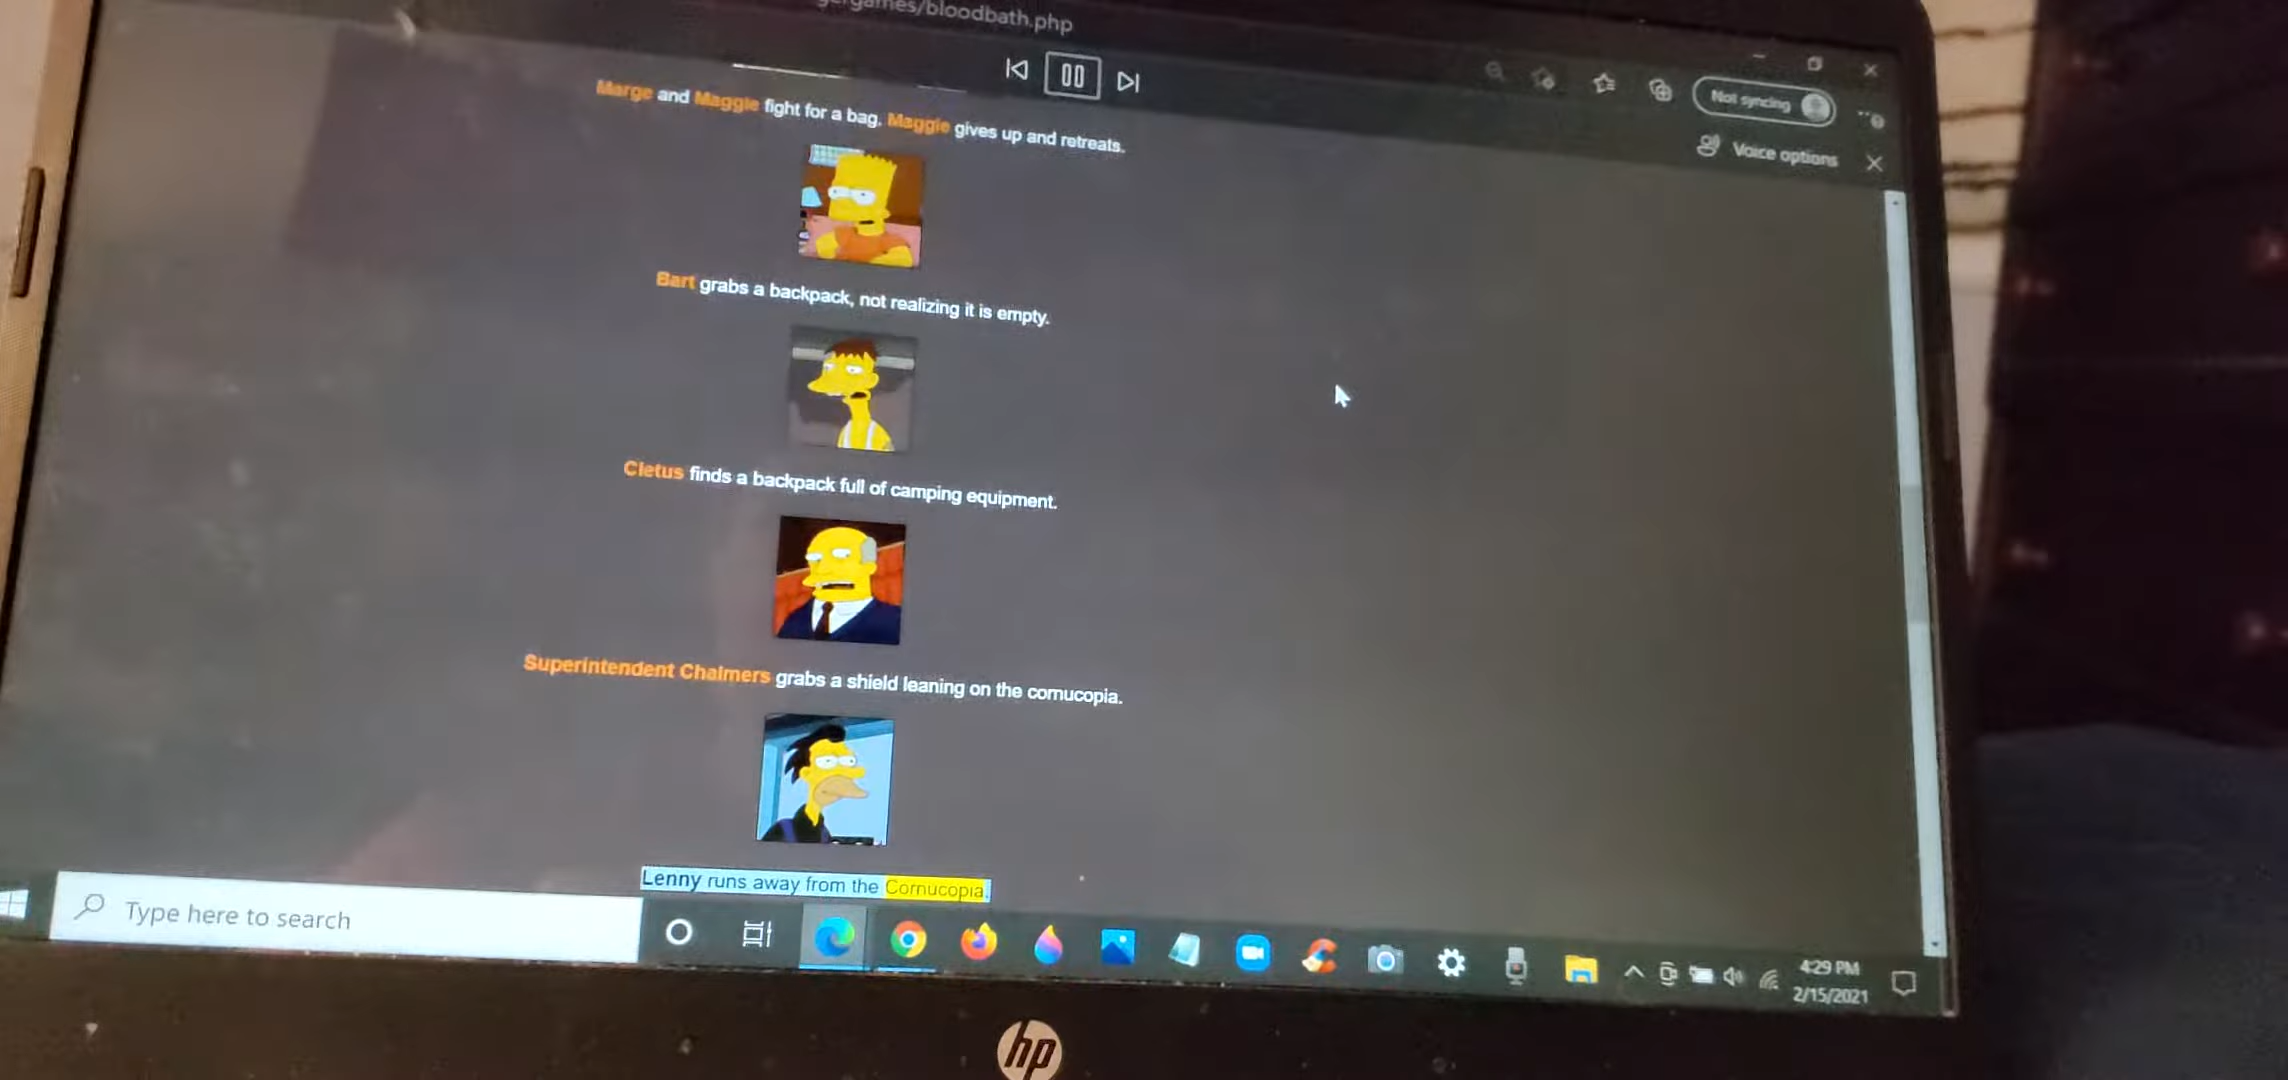 games/bloodbath.php
Not syncing
Voice options
Marge and Maggie fight for a bag. Maggie gives up and retreats.
Bart grabs a backpack, not realizing it is empty.
Cletus finds a backpack full of camping equipment.
Superintendent Chalmers grabs a shield leaning on the cornucopia.
Lenny runs away from the Cornucopia.
Type here to search
4:29 PM
2/15/2021
hp